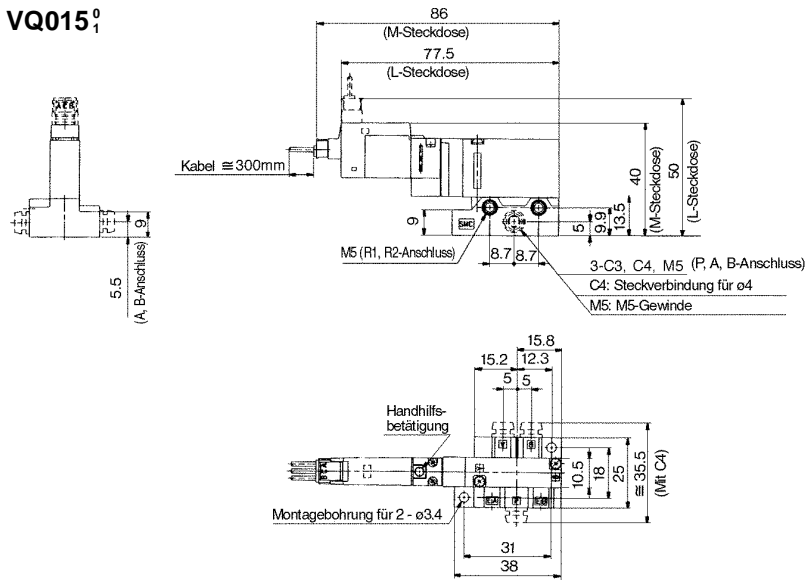 VQ015⁰₁
86
(M-Steckdose)
77.5
(L-Steckdose)
Kabel ≅300mm
9
5.5
(A, B-Anschluss)
9
SMC
M5 (R1, R2-Anschluss)
8.7 8.7
5
9.9
13.5
40
(M-Steckdose)
50
(L-Steckdose)
3-C3, C4, M5 (P, A, B-Anschluss)
C4: Steckverbindung für ø4
M5: M5-Gewinde
15.8
15.2 12.3
5 5
Handhilfs-
betätigung
10.5
18
25
≅ 35.5
(Mit C4)
Montagebohrung für 2 - ø3.4
31
38